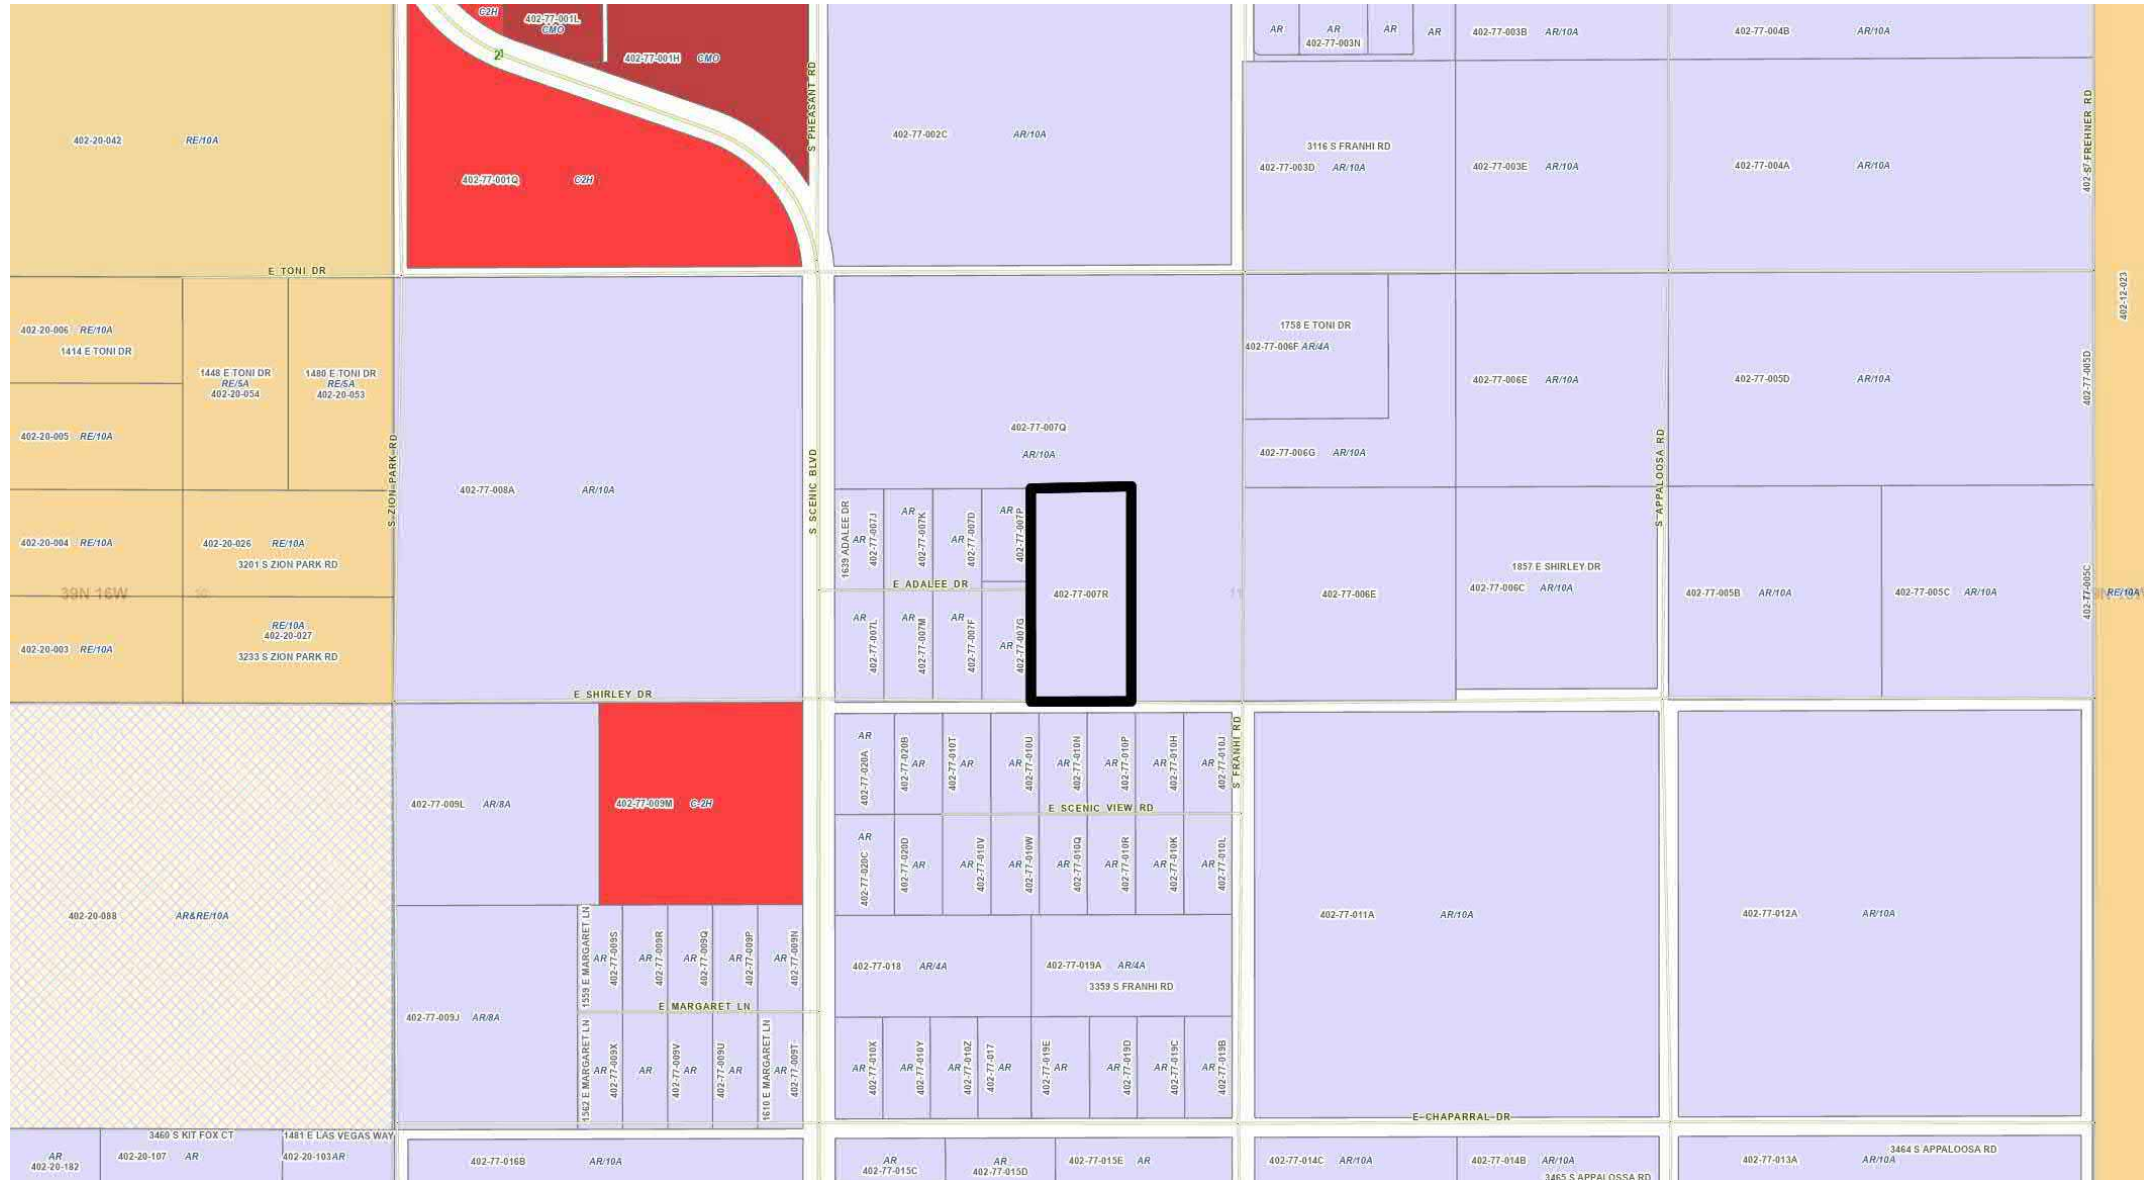 C2H
402-77-001L
CMO
2
402-77-001H CMO
S PHEASANT RD
AR
AR
402-77-003N
AR
AR
402-77-003B AR/10A
402-77-004B AR/10A
402-20-042 RE/10A
402-77-001Q C2H
402-77-002C AR/10A
3116 S FRANHI RD
402-77-003D AR/10A
402-77-003E AR/10A
402-77-004A AR/10A
S FREHNER RD
E TONI DR
402-12-023
402-20-006 RE/10A
1414 E TONI DR
1448 E TONI DR
RE/5A
402-20-054
1480 E TONI DR
RE/5A
402-20-053
402-20-005 RE/10A
S ZION PARK RD
402-77-008A AR/10A
S SCENIC BLVD
402-77-007Q
AR/10A
1758 E TONI DR
402-77-006F AR/4A
402-77-006G AR/10A
402-77-006E AR/10A
S APPALOOSA RD
402-77-005D AR/10A
402-77-005D
402-20-004 RE/10A
402-20-026 RE/10A
3201 S ZION PARK RD
39N 16W
1639 ADALEE DR
AR 402-77-007J
AR 402-77-007K
AR 402-77-007D
AR 402-77-007P
E ADALEE DR
402-77-007R
402-77-006E
1857 E SHIRLEY DR
402-77-006C AR/10A
402-77-005B AR/10A
402-77-005C AR/10A
402-77-005C
RE/10A
402-20-003 RE/10A
RE/10A
402-20-027
3233 S ZION PARK RD
AR 402-77-007L
AR 402-77-007M
AR 402-77-007F
AR 402-77-007G
E SHIRLEY DR
402-77-009L AR/8A
402-77-009M C-2H
AR 402-77-020A
402-77-020B AR
402-77-010T AR
AR 402-77-010U
AR 402-77-010N
AR 402-77-010P
AR 402-77-010H
AR 402-77-010J
S FRANHI RD
E SCENIC VIEW RD
AR 402-77-020C
402-77-020D AR
AR 402-77-010V
AR 402-77-010W
AR 402-77-010Q
AR 402-77-010R
AR 402-77-010K
AR 402-77-010L
402-20-088 AR&RE/10A
402-77-011A AR/10A
402-77-012A AR/10A
1559 E MARGARET LN
AR 402-77-009S
AR 402-77-009R
AR 402-77-009Q
AR 402-77-009P
AR 402-77-009N
402-77-018 AR/4A
402-77-019A AR/4A
3359 S FRANHI RD
E MARGARET LN
402-77-009J AR/8A
1562 E MARGARET LN
AR 402-77-009X
AR
402-77-009V AR
402-77-009U AR
1610 E MARGARET LN
AR 402-77-009T
AR 402-77-010X
AR 402-77-010Y
AR 402-77-010Z
402-77-017 AR
402-77-019E AR
AR 402-77-019D
AR 402-77-019C
AR 402-77-019B
E CHAPARRAL DR
AR
402-20-182
3460 S KIT FOX CT
402-20-107 AR
1481 E LAS VEGAS WAY
402-20-103 AR
402-77-016B AR/10A
AR
402-77-015C
AR
402-77-015D
402-77-015E AR
402-77-014C AR/10A
402-77-014B AR/10A
3465 S APPALOSSA RD
402-77-013A AR/10A
3464 S APPALOOSA RD